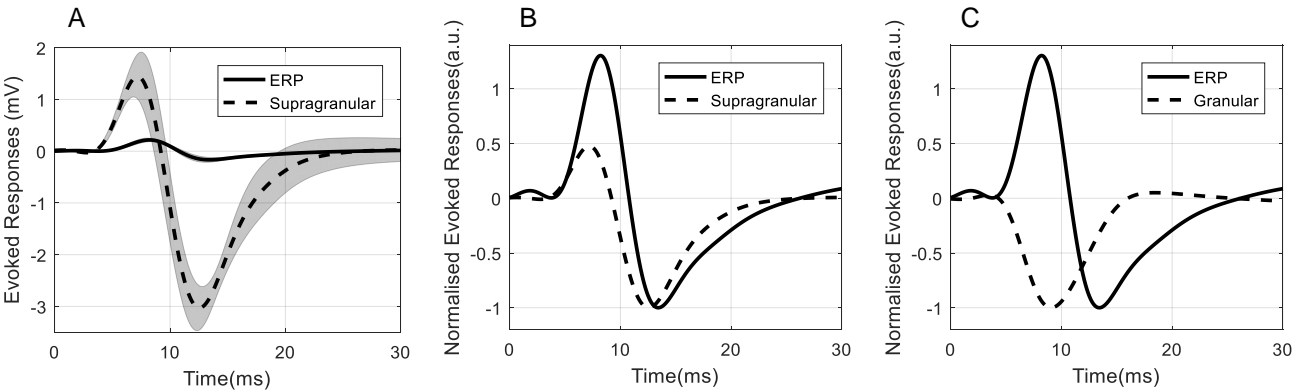 A
Evoked Responses (mV)
2
1
0
-1
-2
-3
0
10
20
30
Time(ms)
ERP
Supragranular
B
Normalised Evoked Responses(a.u.)
1
0.5
0
-0.5
-1
0
10
20
30
Time(ms)
ERP
Supragranular
C
Normalised Evoked Responses(a.u.)
1
0.5
0
-0.5
-1
0
10
20
30
Time(ms)
ERP
Granular